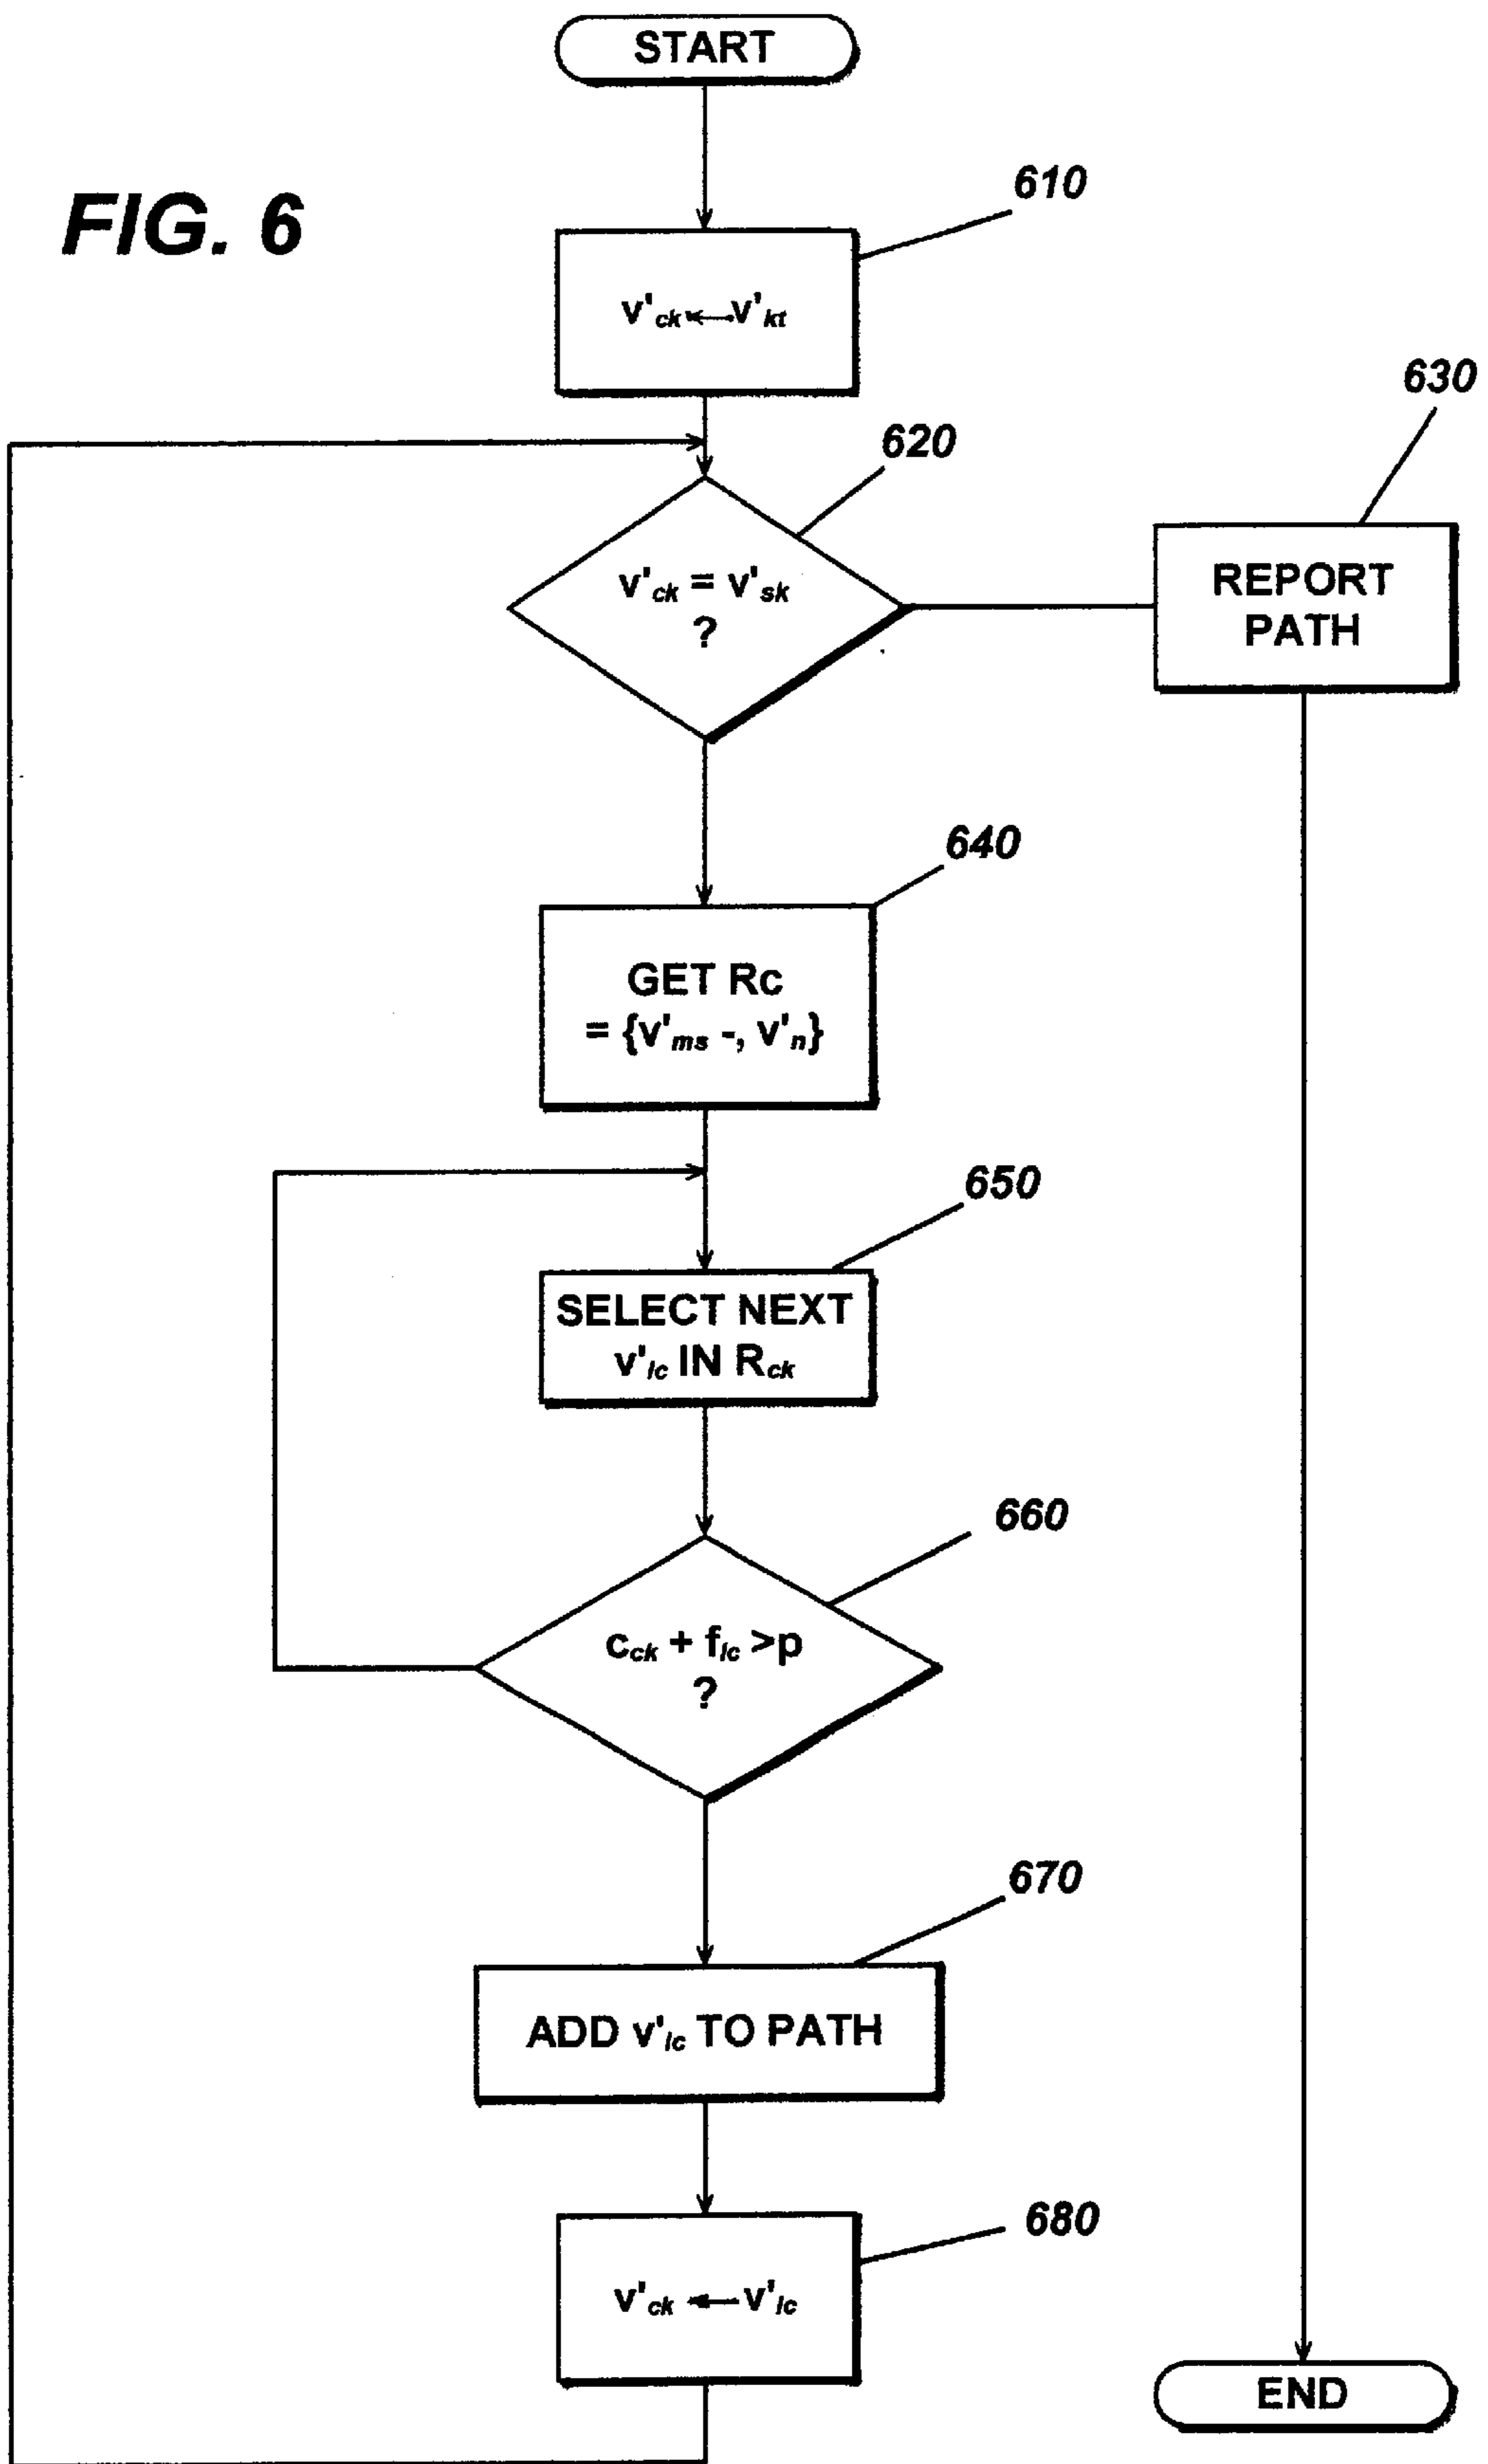 START
FIG. 6
610
v'ck ← v'kt
630
620
v'ck = v'sk
?
REPORT
PATH
640
GET Rc
= {v'ms -, v'n}
650
SELECT NEXT
v'lc IN Rck
660
cck + flc >p
?
670
ADD v'lc TO PATH
680
v'ck ← v'lc
END